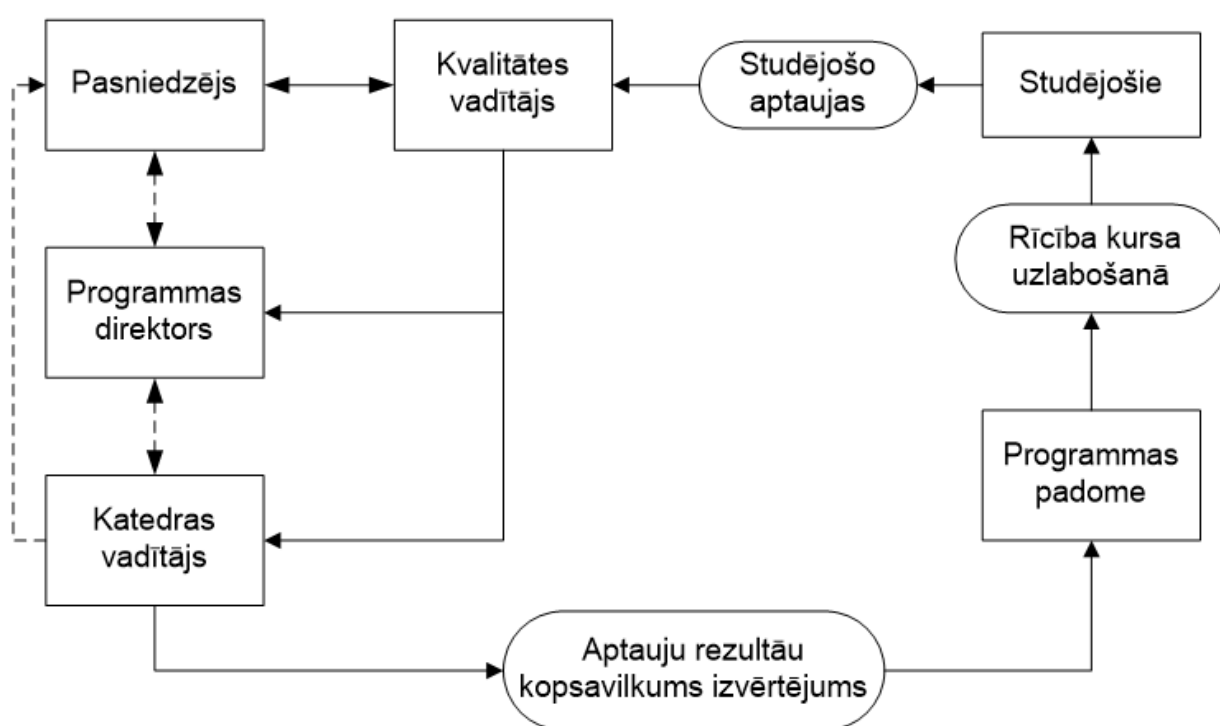 Pasniedzējs
Kvalitātes
vadītājs
Studējošo
aptaujas
Studējošie
Programmas
direktors
Rīcība kursa
uzlabošanā
Katedras
vadītājs
Programmas
padome
Aptauju rezultāu
kopsavilkums izvērtējums